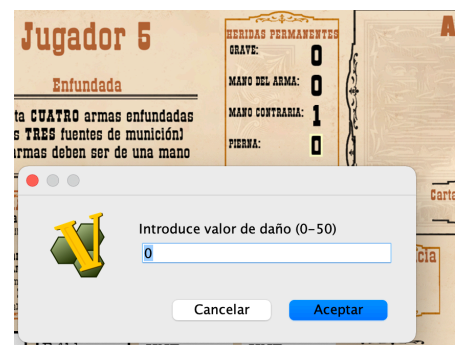 Jugador 5
Enfundada
ta CUATRO armas enfundadas
s TRES fuentes de munición)
armas deben ser de una mano
HERIDAS PERMANENTES
GRAVE: 0
MANO DEL ARMA: 0
MANO CONTRARIA: 1
PIERNA: 0
A
Carta
cia
Introduce valor de daño (0-50)
0
Cancelar
Aceptar